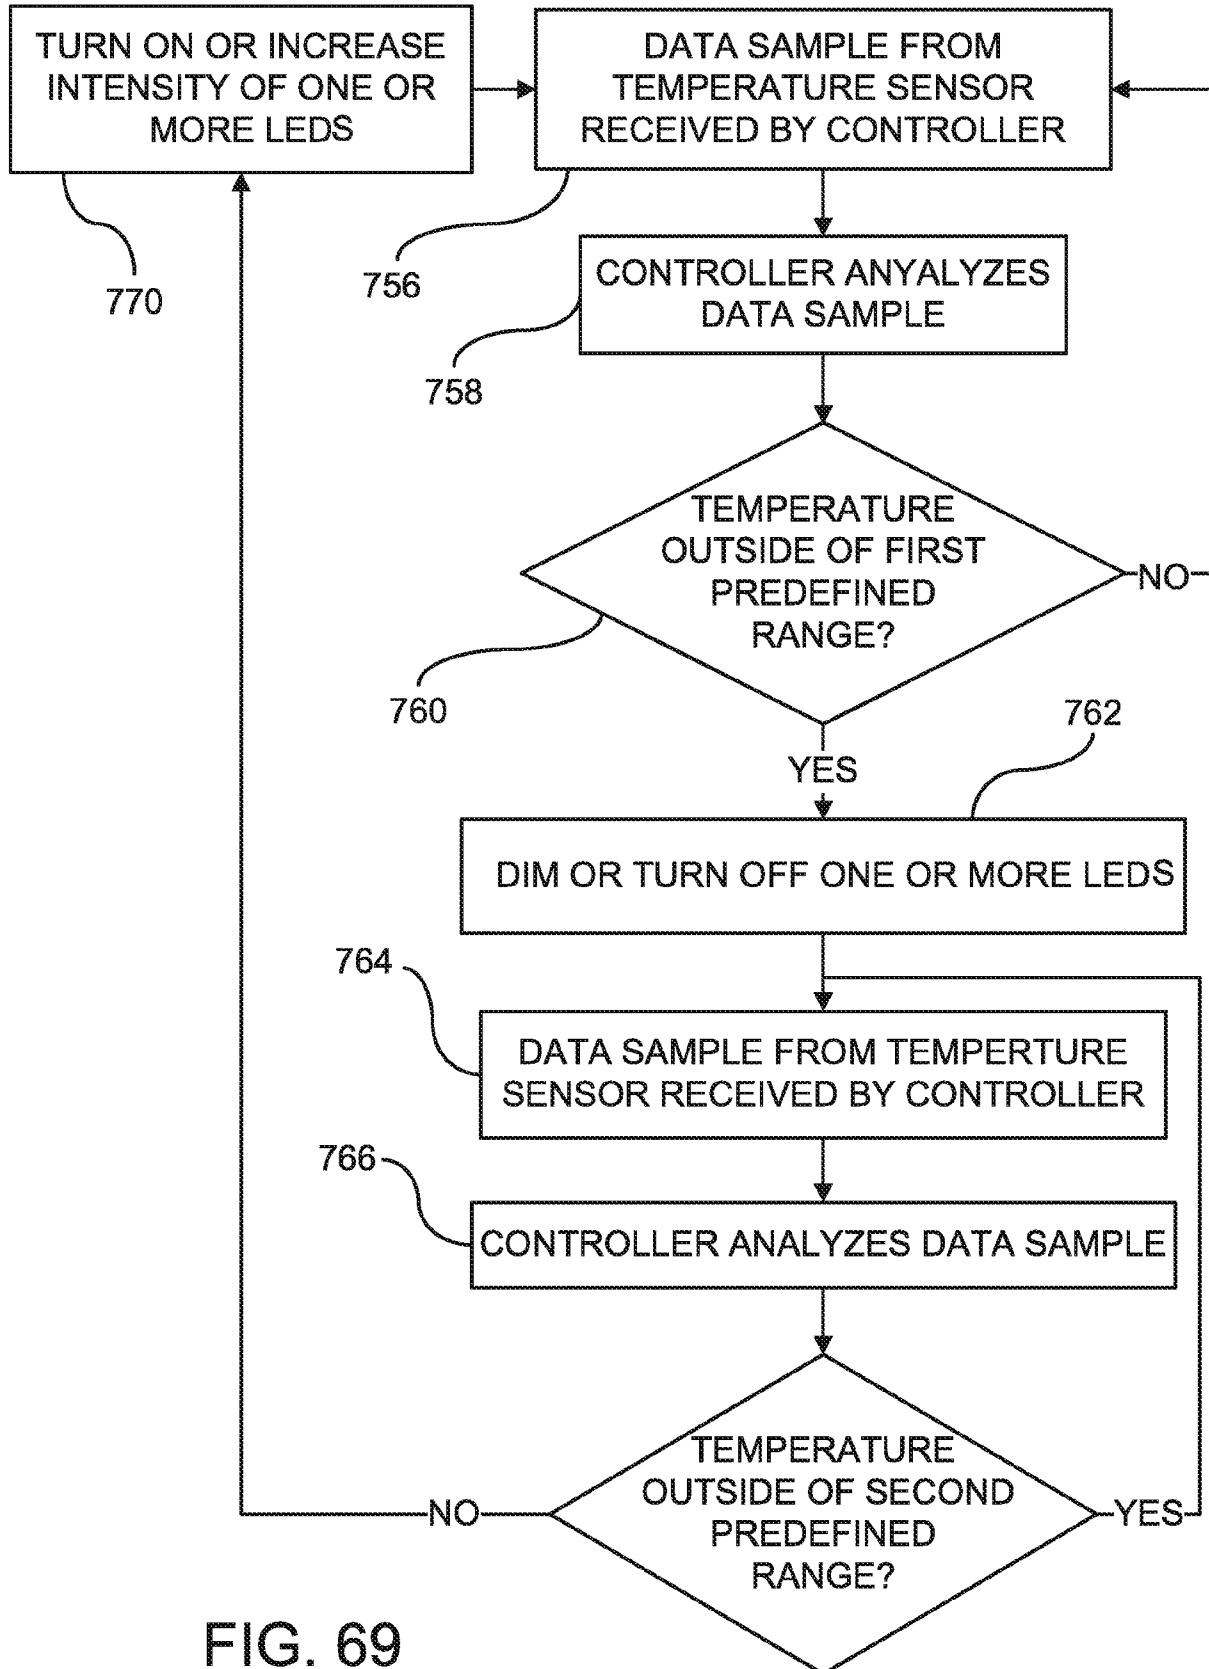 TURN ON OR INCREASE
INTENSITY OF ONE OR
MORE LEDS
770
DATA SAMPLE FROM
TEMPERATURE SENSOR
RECEIVED BY CONTROLLER
756
CONTROLLER ANYALYZES
DATA SAMPLE
758
TEMPERATURE
OUTSIDE OF FIRST
PREDEFINED
RANGE?
NO
760
YES
762
DIM OR TURN OFF ONE OR MORE LEDS
764
DATA SAMPLE FROM TEMPERTURE
SENSOR RECEIVED BY CONTROLLER
766
CONTROLLER ANALYZES DATA SAMPLE
TEMPERATURE
OUTSIDE OF SECOND
PREDEFINED
RANGE?
NO
YES
FIG. 69